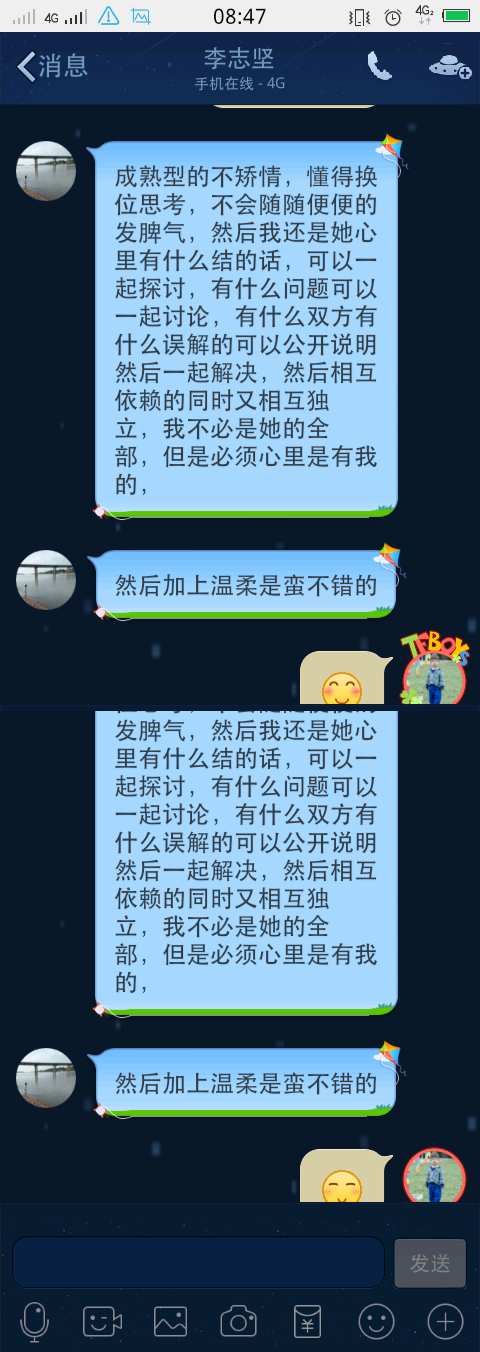 4G
08:47
4G2
消息
李志坚
手机在线 - 4G
成熟型的不矫情，懂得换
位思考，不会随随便便的
发脾气，然后我还是她心
里有什么结的话，可以一
起探讨，有什么问题可以
一起讨论，有什么双方有
什么误解的可以公开说明
然后一起解决，然后相互
依赖的同时又相互独
立，我不必是她的全
部，但是必须心里是有我
的，
然后加上温柔是蛮不错的
TFBOYS
发脾气，然后我还是她心
里有什么结的话，可以一
起探讨，有什么问题可以
一起讨论，有什么双方有
什么误解的可以公开说明
然后一起解决，然后相互
依赖的同时又相互独
立，我不必是她的全
部，但是必须心里是有我
的，
然后加上温柔是蛮不错的
发送